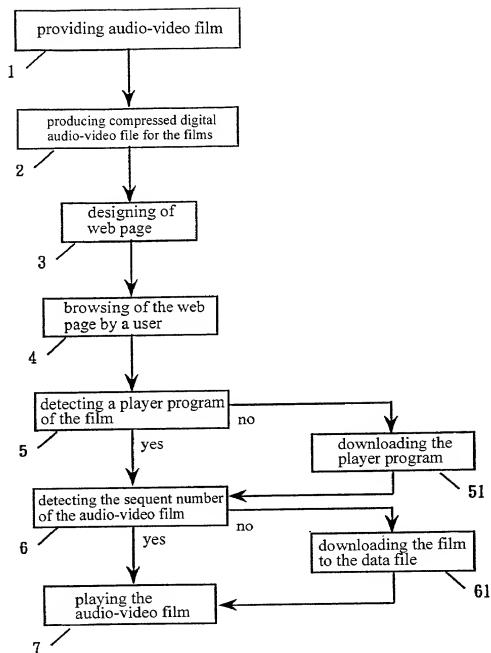 providing audio-video film
1
producing compressed digital
audio-video file for the films
2
designing of
web page
3
browsing of the web
page by a user
4
detecting a player program
of the film
no
5
yes
downloading the
player program
51
detecting the sequent number
of the audio-video film
no
6
yes
downloading the film
to the data file
61
playing the
audio-video film
7